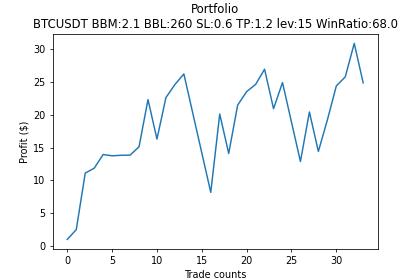 Portfolio
BTCUSDT BBM:2.1 BBL:260 SL:0.6 TP:1.2 lev:15 WinRatio:68.0
30
25
20
15
10
5
0
Profit ($)
0 5 10 15 20 25 30
Trade counts